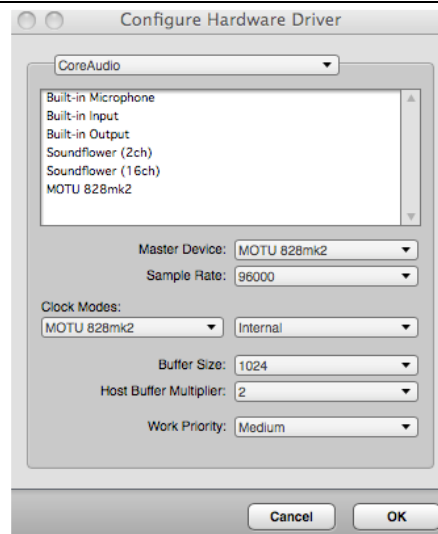 Configure Hardware Driver
CoreAudio
Built-in Microphone
Built-in Input
Built-in Output
Soundflower (2ch)
Soundflower (16ch)
MOTU 828mk2
Master Device: MOTU 828mk2
Sample Rate: 96000
Clock Modes:
MOTU 828mk2 Internal
Buffer Size: 1024
Host Buffer Multiplier: 2
Work Priority: Medium
Cancel OK